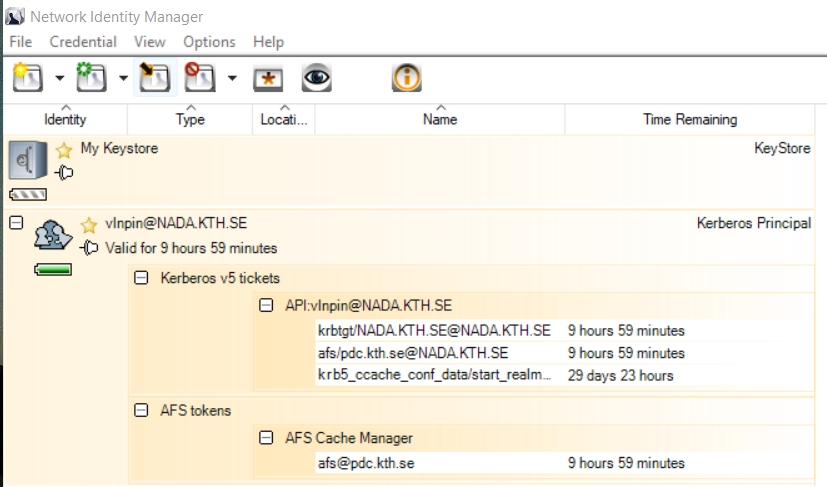 Network Identity Manager
File Credential View Options Help
Identity Type Locati... Name Time Remaining
My Keystore KeyStore
vlnpin@NADA.KTH.SE Kerberos Principal
Valid for 9 hours 59 minutes
Kerberos v5 tickets
API:vlnpin@NADA.KTH.SE
krbtgt/NADA.KTH.SE@NADA.KTH.SE 9 hours 59 minutes
afs/pdc.kth.se@NADA.KTH.SE 9 hours 59 minutes
krb5_ccache_conf_data/start_realm... 29 days 23 hours
AFS tokens
AFS Cache Manager
afs@pdc.kth.se 9 hours 59 minutes